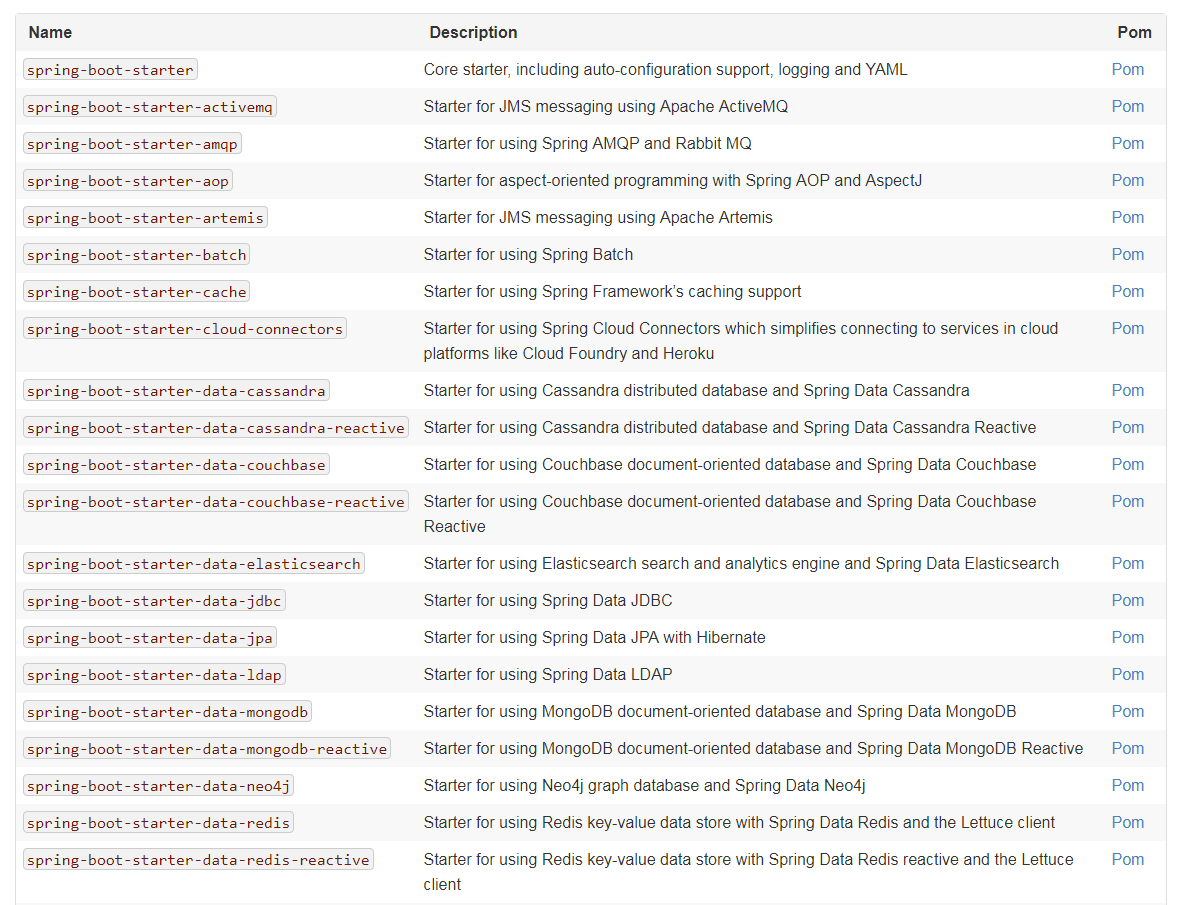 Name Description Pom
spring-boot-starter Core starter, including auto-configuration support, logging and YAML Pom
spring-boot-starter-activemq Starter for JMS messaging using Apache ActiveMQ Pom
spring-boot-starter-amqp Starter for using Spring AMQP and Rabbit MQ Pom
spring-boot-starter-aop Starter for aspect-oriented programming with Spring AOP and AspectJ Pom
spring-boot-starter-artemis Starter for JMS messaging using Apache Artemis Pom
spring-boot-starter-batch Starter for using Spring Batch Pom
spring-boot-starter-cache Starter for using Spring Framework’s caching support Pom
spring-boot-starter-cloud-connectors Starter for using Spring Cloud Connectors which simplifies connecting to services in cloud Pom
platforms like Cloud Foundry and Heroku
spring-boot-starter-data-cassandra Starter for using Cassandra distributed database and Spring Data Cassandra Pom
spring-boot-starter-data-cassandra-reactive Starter for using Cassandra distributed database and Spring Data Cassandra Reactive Pom
spring-boot-starter-data-couchbase Starter for using Couchbase document-oriented database and Spring Data Couchbase Pom
spring-boot-starter-data-couchbase-reactive Starter for using Couchbase document-oriented database and Spring Data Couchbase Pom
Reactive
spring-boot-starter-data-elasticsearch Starter for using Elasticsearch search and analytics engine and Spring Data Elasticsearch Pom
spring-boot-starter-data-jdbc Starter for using Spring Data JDBC Pom
spring-boot-starter-data-jpa Starter for using Spring Data JPA with Hibernate Pom
spring-boot-starter-data-ldap Starter for using Spring Data LDAP Pom
spring-boot-starter-data-mongodb Starter for using MongoDB document-oriented database and Spring Data MongoDB Pom
spring-boot-starter-data-mongodb-reactive Starter for using MongoDB document-oriented database and Spring Data MongoDB Reactive Pom
spring-boot-starter-data-neo4j Starter for using Neo4j graph database and Spring Data Neo4j Pom
spring-boot-starter-data-redis Starter for using Redis key-value data store with Spring Data Redis and the Lettuce client Pom
spring-boot-starter-data-redis-reactive Starter for using Redis key-value data store with Spring Data Redis reactive and the Lettuce Pom
client